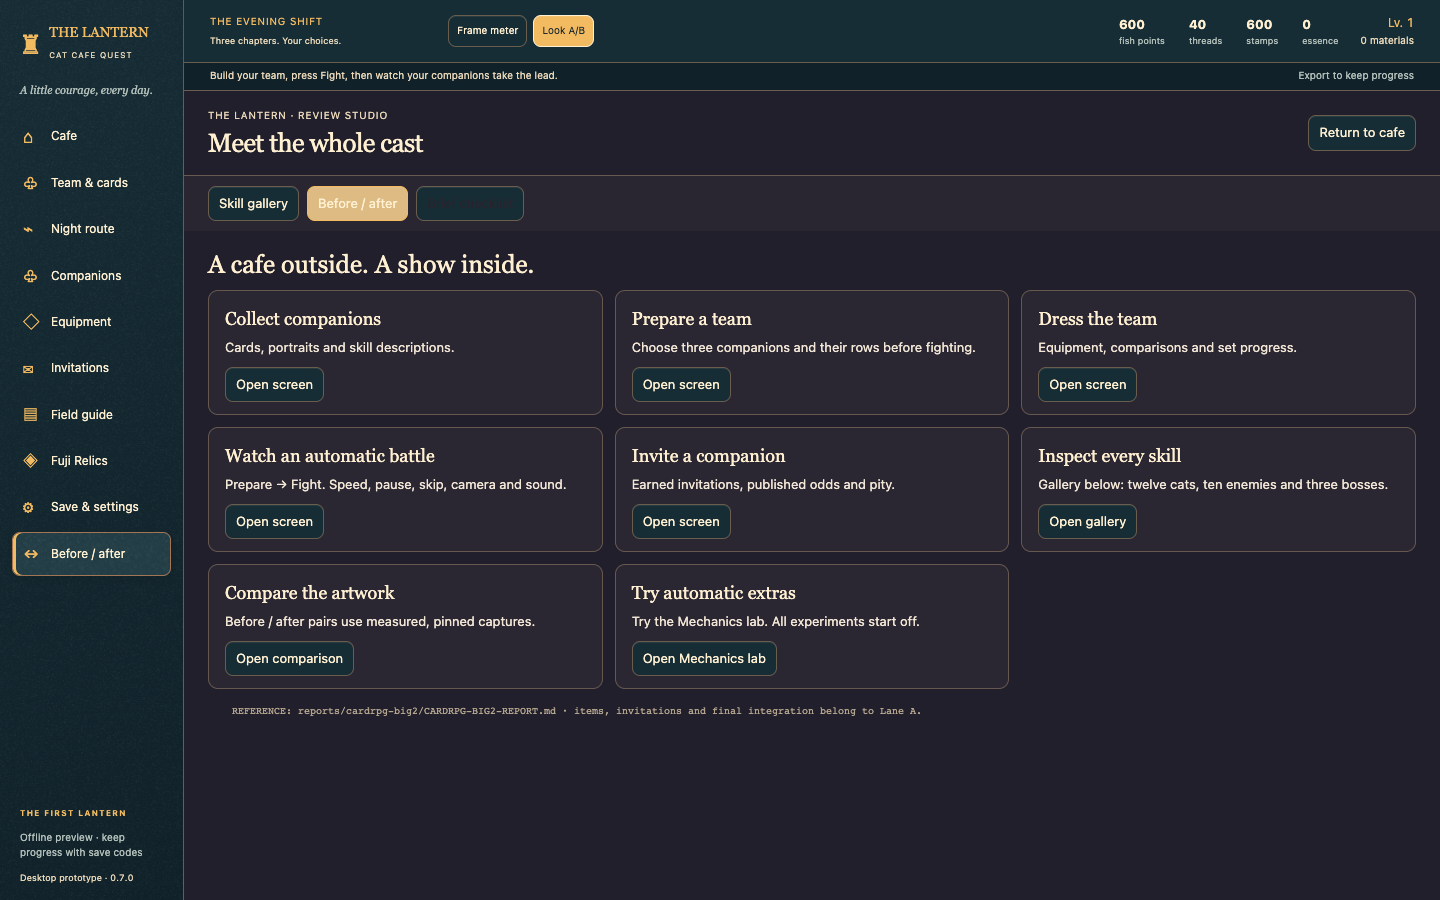 THE LANTERN
CAT CAFE QUEST
A little courage, every day.
Cafe
Team & cards
Night route
Companions
Equipment
Invitations
Field guide
Fuji Relics
Save & settings
Before / after
THE FIRST LANTERN
Offline preview · keep
progress with save codes
Desktop prototype · 0.7.0
THE EVENING SHIFT
Three chapters. Your choices.
Frame meter
Look A/B
600
fish points
40
threads
600
stamps
0
essence
Lv. 1
0 materials
Build your team, press Fight, then watch your companions take the lead.
Export to keep progress
THE LANTERN · REVIEW STUDIO
Meet the whole cast
Return to cafe
Skill gallery
Before / after
A cafe outside. A show inside.
Collect companions
Cards, portraits and skill descriptions.
Open screen
Prepare a team
Choose three companions and their rows before fighting.
Open screen
Dress the team
Equipment, comparisons and set progress.
Open screen
Watch an automatic battle
Prepare → Fight. Speed, pause, skip, camera and sound.
Open screen
Invite a companion
Earned invitations, published odds and pity.
Open screen
Inspect every skill
Gallery below: twelve cats, ten enemies and three bosses.
Open gallery
Compare the artwork
Before / after pairs use measured, pinned captures.
Open comparison
Try automatic extras
Try the Mechanics lab. All experiments start off.
Open Mechanics lab
REFERENCE: reports/cardrpg-big2/CARDRPG-BIG2-REPORT.md · items, invitations and final integration belong to Lane A.